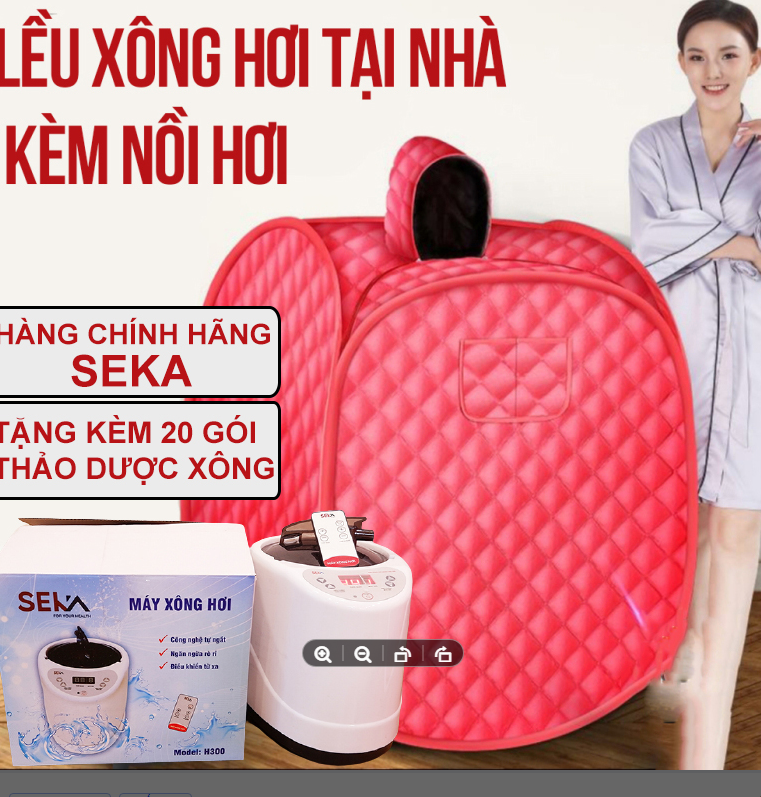 LỀU XÔNG HƠI TẠI NHÀ
KÈM NỒI HƠI
HÀNG CHÍNH HÃNG
SEKA
TẶNG KÈM 20 GÓI
THẢO DƯỢC XÔNG
SEKA
SEKA
FOR YOUR HEALTH
MÁY XÔNG HƠI
Công nghệ tự ngắt
Ngăn ngừa rò rỉ
Điều khiển từ xa
Model: H300